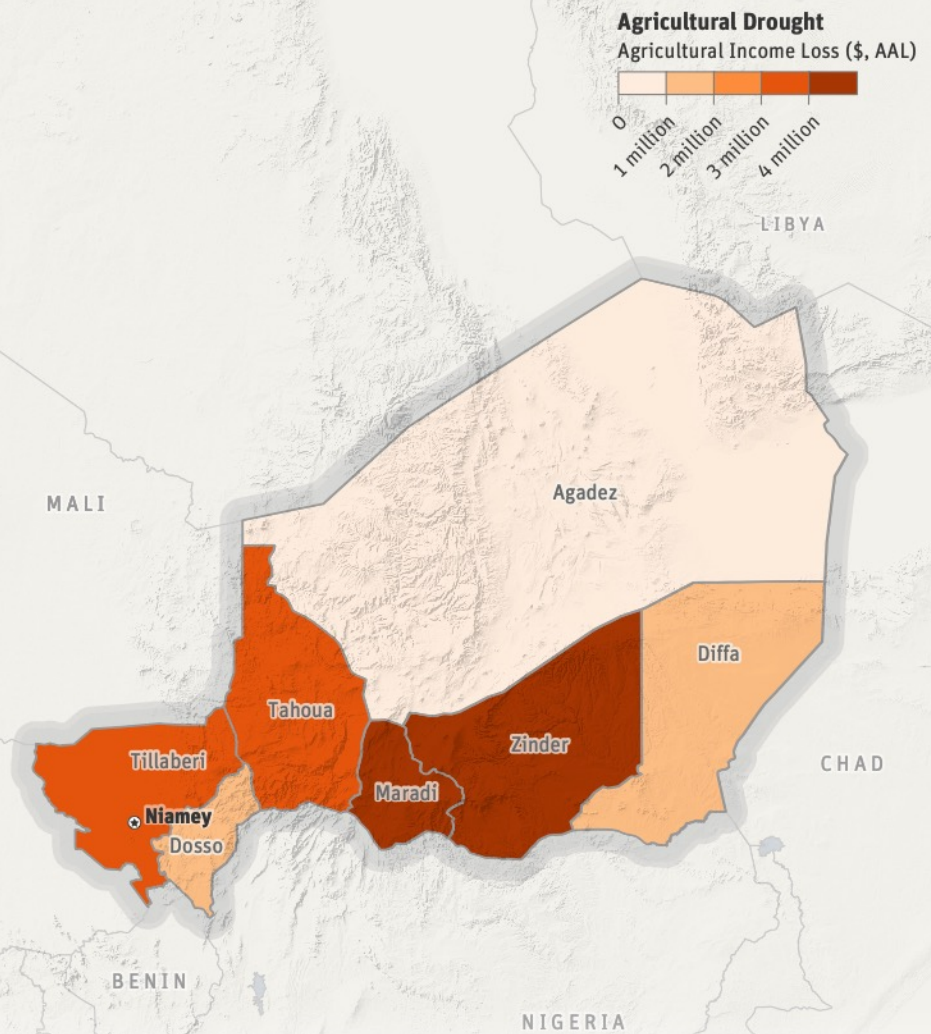 Agricultural Drought
Agricultural Income Loss ($, AAL)
0
1 million
2 million
3 million
4 million
LIBYA
MALI
Agadez
Diffa
Tahoua
Zinder
Tillaberi
CHAD
Maradi
Niamey
Dosso
BENIN
NIGERIA